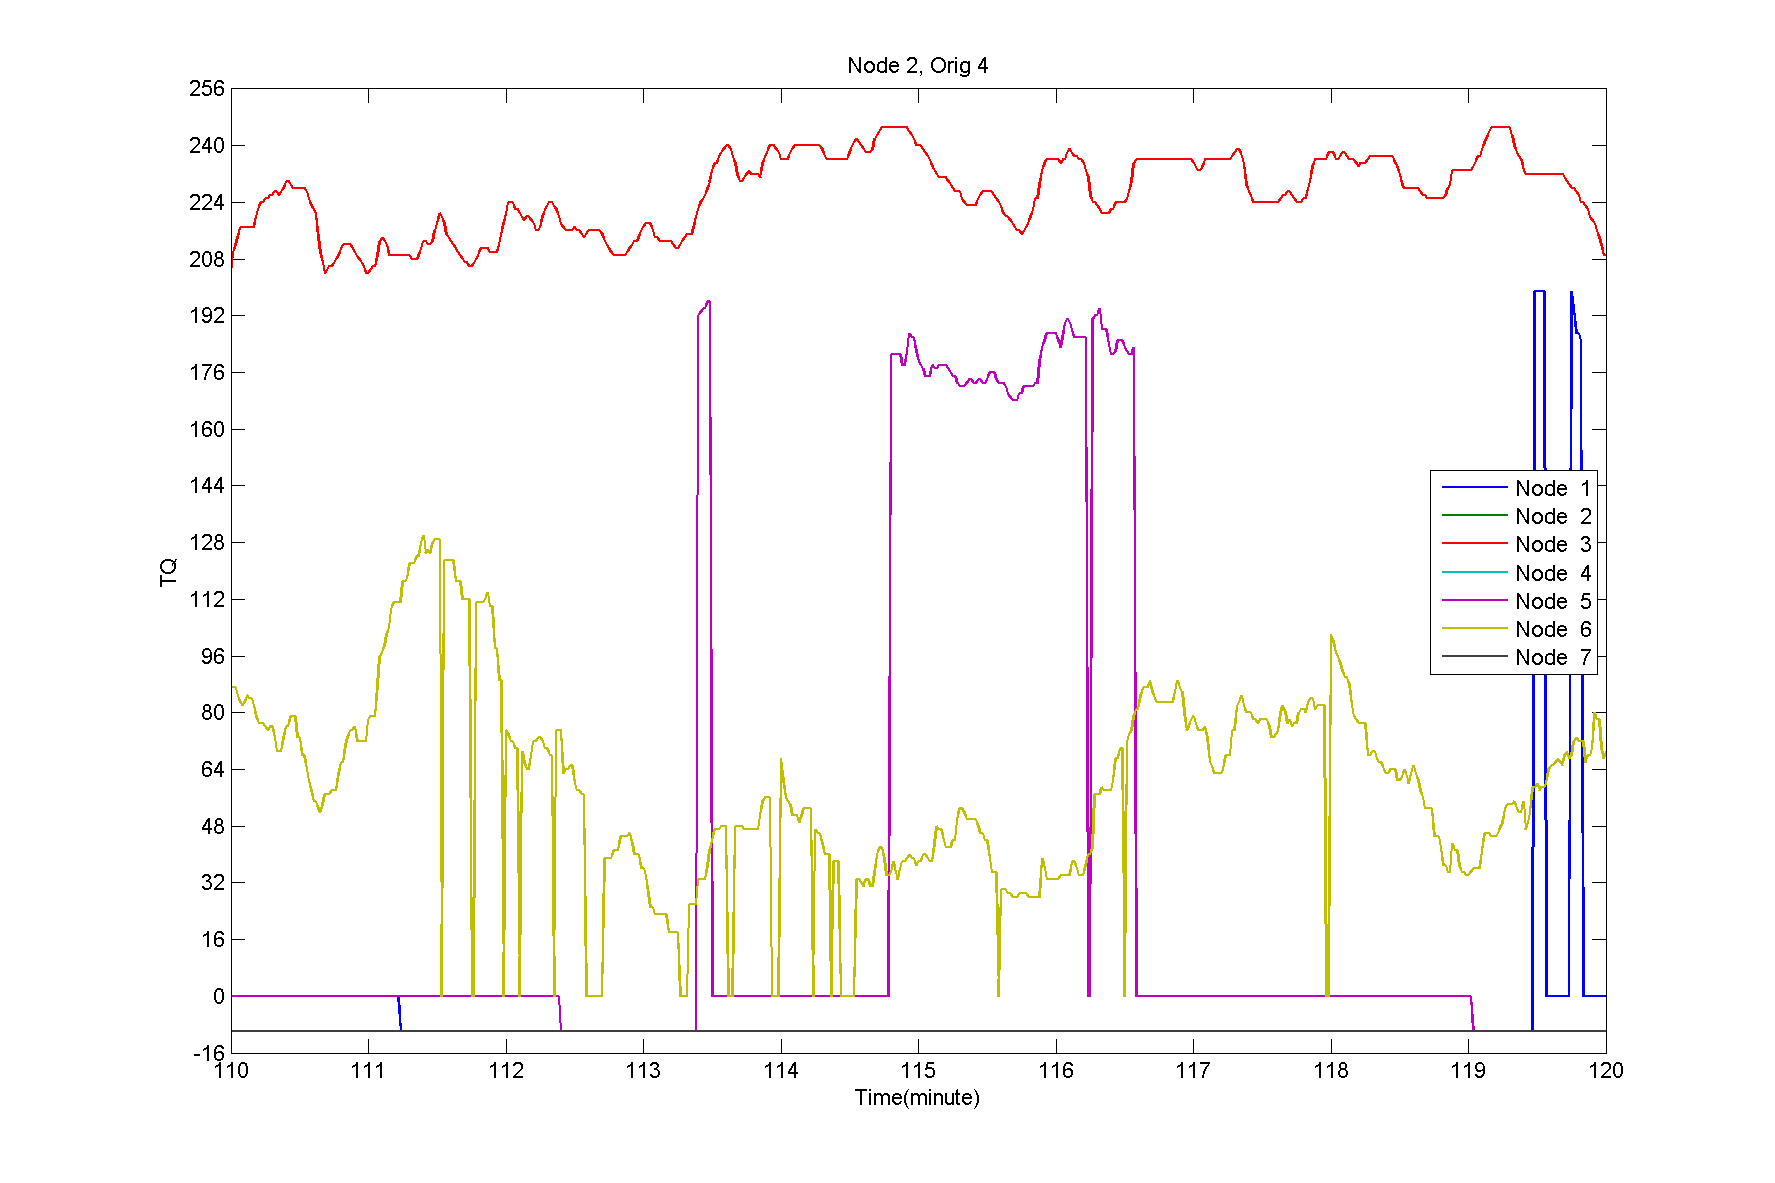 Node 2, Orig 4
256
240
224
208
192
176
160
144
128
112
96
80
64
48
32
16
0
-16
TQ
Node 1
Node 2
Node 3
Node 4
Node 5
Node 6
Node 7
110 111 112 113 114 115 116 117 118 119 120
Time(minute)